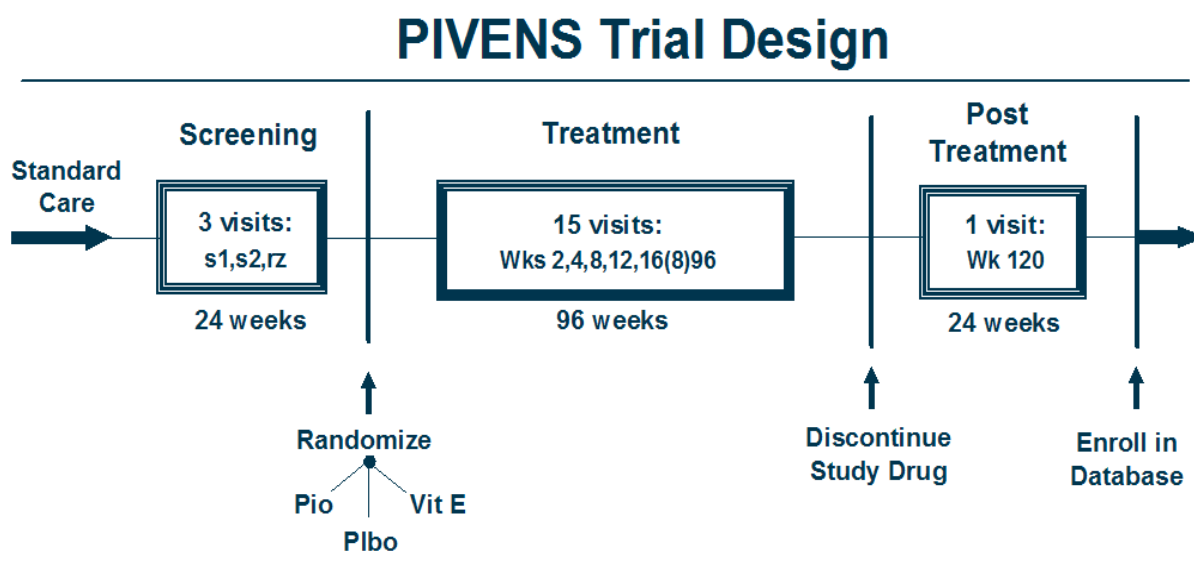 PIVENS Trial Design
Standard
Care
Screening
3 visits:
s1,s2,rz
24 weeks
Treatment
15 visits:
Wks 2,4,8,12,16(8)96
96 weeks
Post
Treatment
1 visit:
Wk 120
24 weeks
Randomize
Pio
Plbo
Vit E
Discontinue
Study Drug
Enroll in
Database